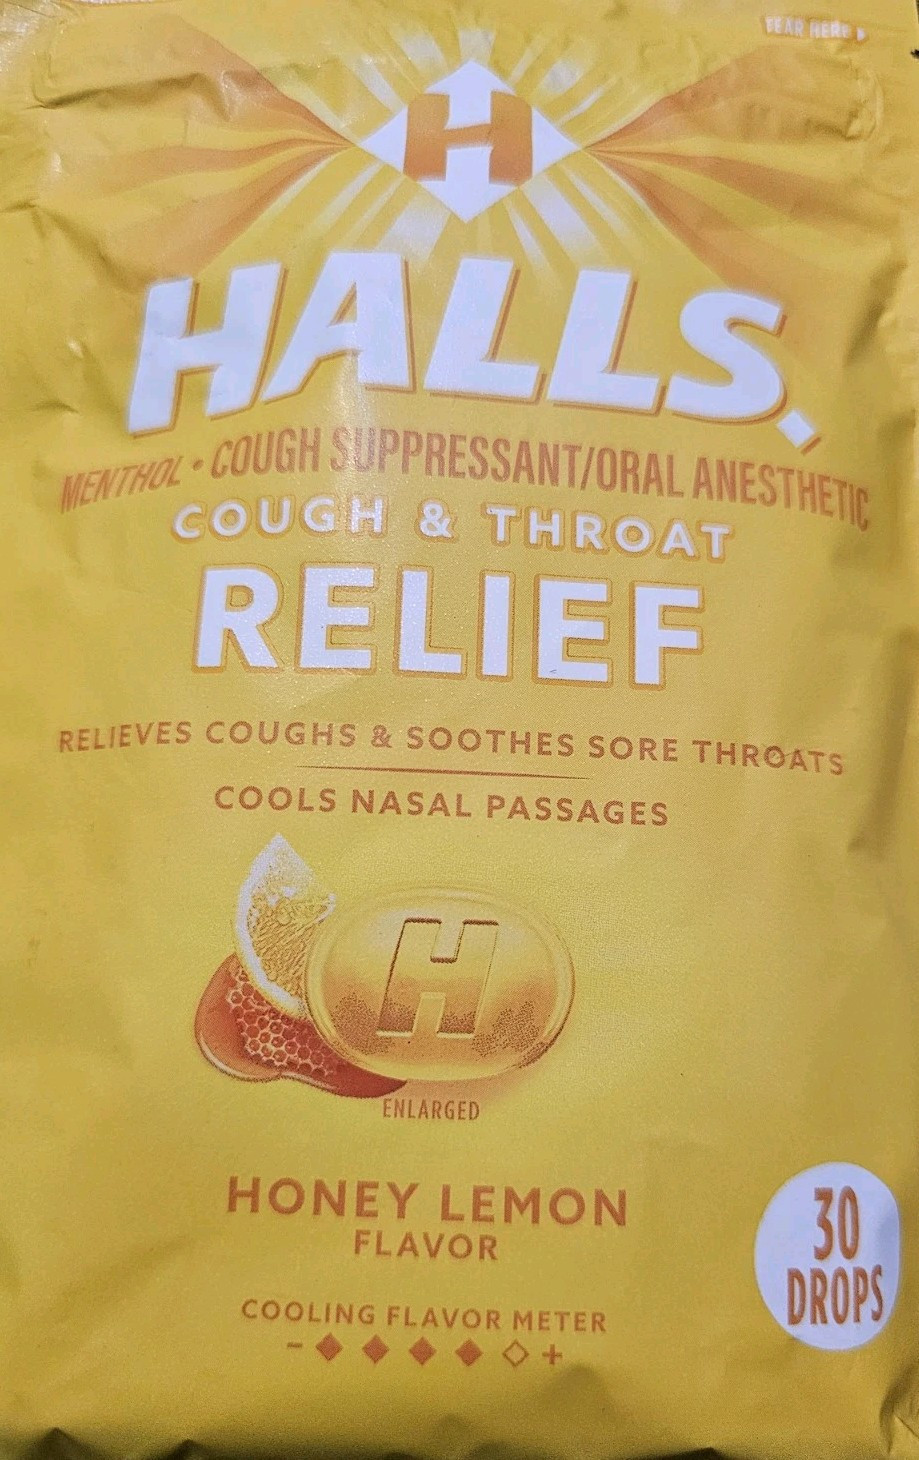 TEAR HERE
H
HALLS.
MENTHOL • COUGH SUPPRESSANT/ORAL ANESTHETIC
COUGH & THROAT
RELIEF
RELIEVES COUGHS & SOOTHES SORE THROATS
COOLS NASAL PASSAGES
H
ENLARGED
HONEY LEMON
FLAVOR
30
DROPS
COOLING FLAVOR METER
- +